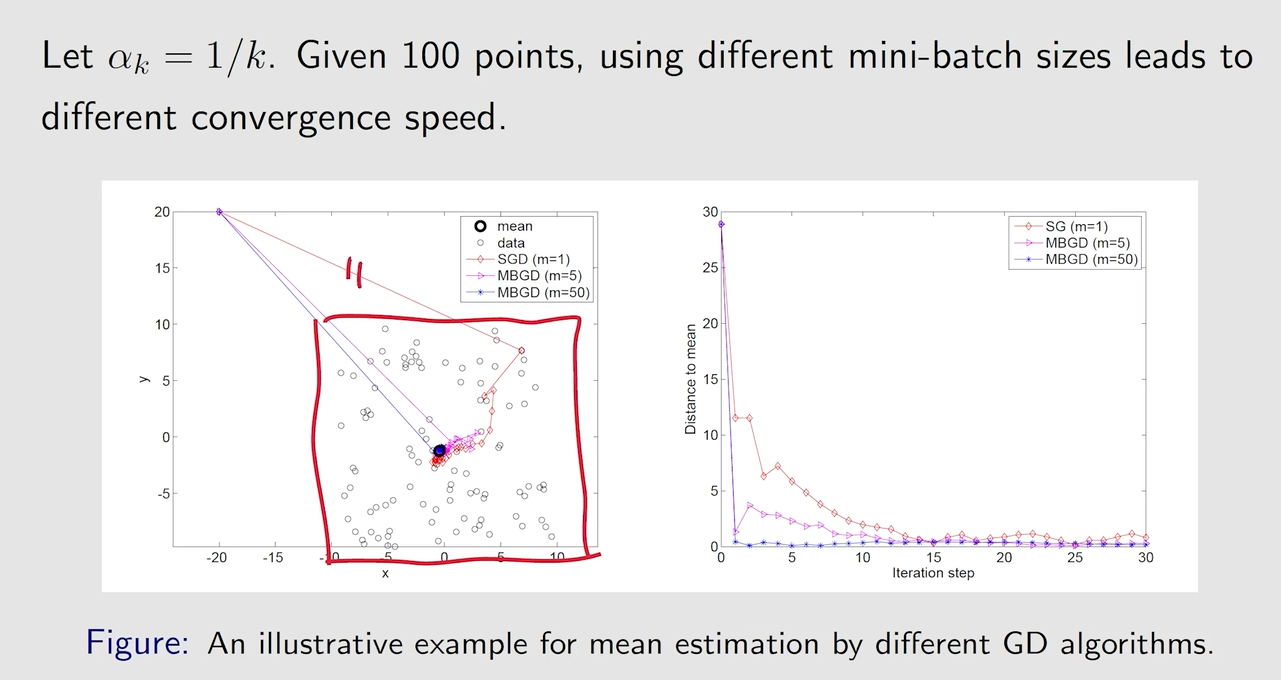 Let αₖ = 1/k. Given 100 points, using different mini-batch sizes leads to
different convergence speed.
20
15
10
5
0
-5
y
-20
-15
-10
-5
0
5
10
x
mean
data
SGD (m=1)
MBGD (m=5)
MBGD (m=50)
30
25
20
15
10
5
0
Distance to mean
0
5
10
15
20
25
30
Iteration step
SG (m=1)
MBGD (m=5)
MBGD (m=50)
Figure: An illustrative example for mean estimation by different GD algorithms.